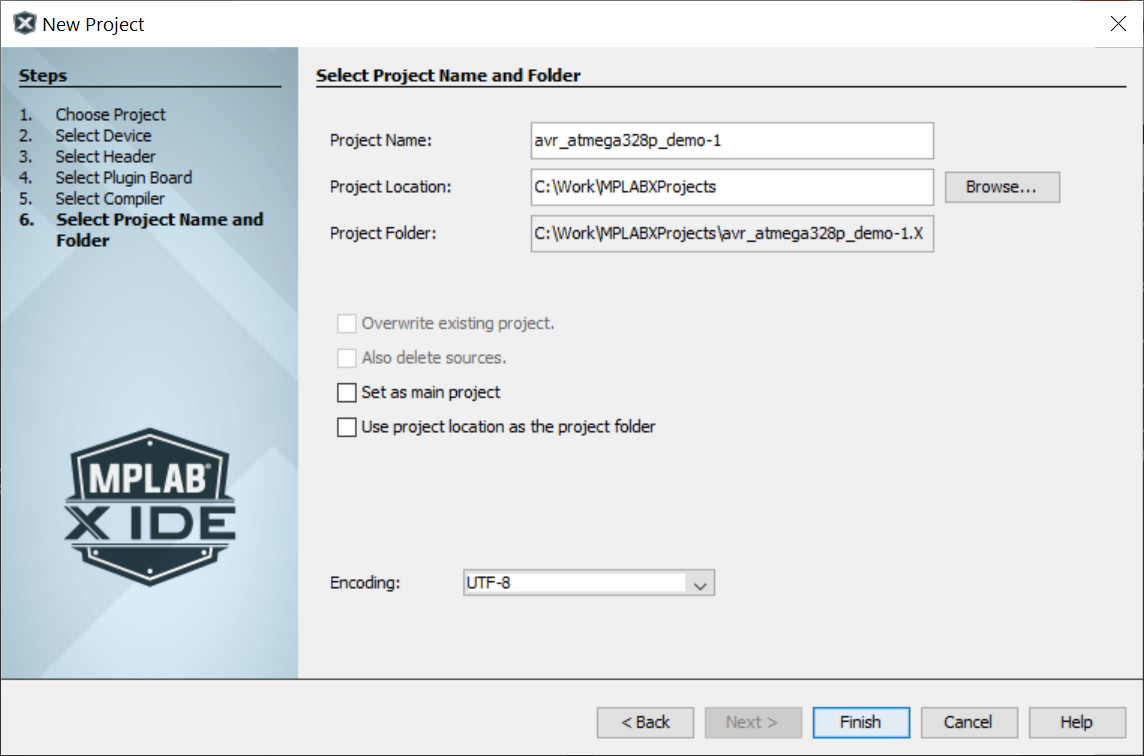 New Project
Steps
1. Choose Project
2. Select Device
3. Select Header
4. Select Plugin Board
5. Select Compiler
6. Select Project Name and
Folder
MPLAB®
X IDE
Select Project Name and Folder
Project Name: avr_atmega328p_demo-1
Project Location: C:\Work\MPLABXProjects Browse...
Project Folder: C:\Work\MPLABXProjects\avr_atmega328p_demo-1.X
Overwrite existing project.
Also delete sources.
Set as main project
Use project location as the project folder
Encoding: UTF-8
< Back Next > Finish Cancel Help